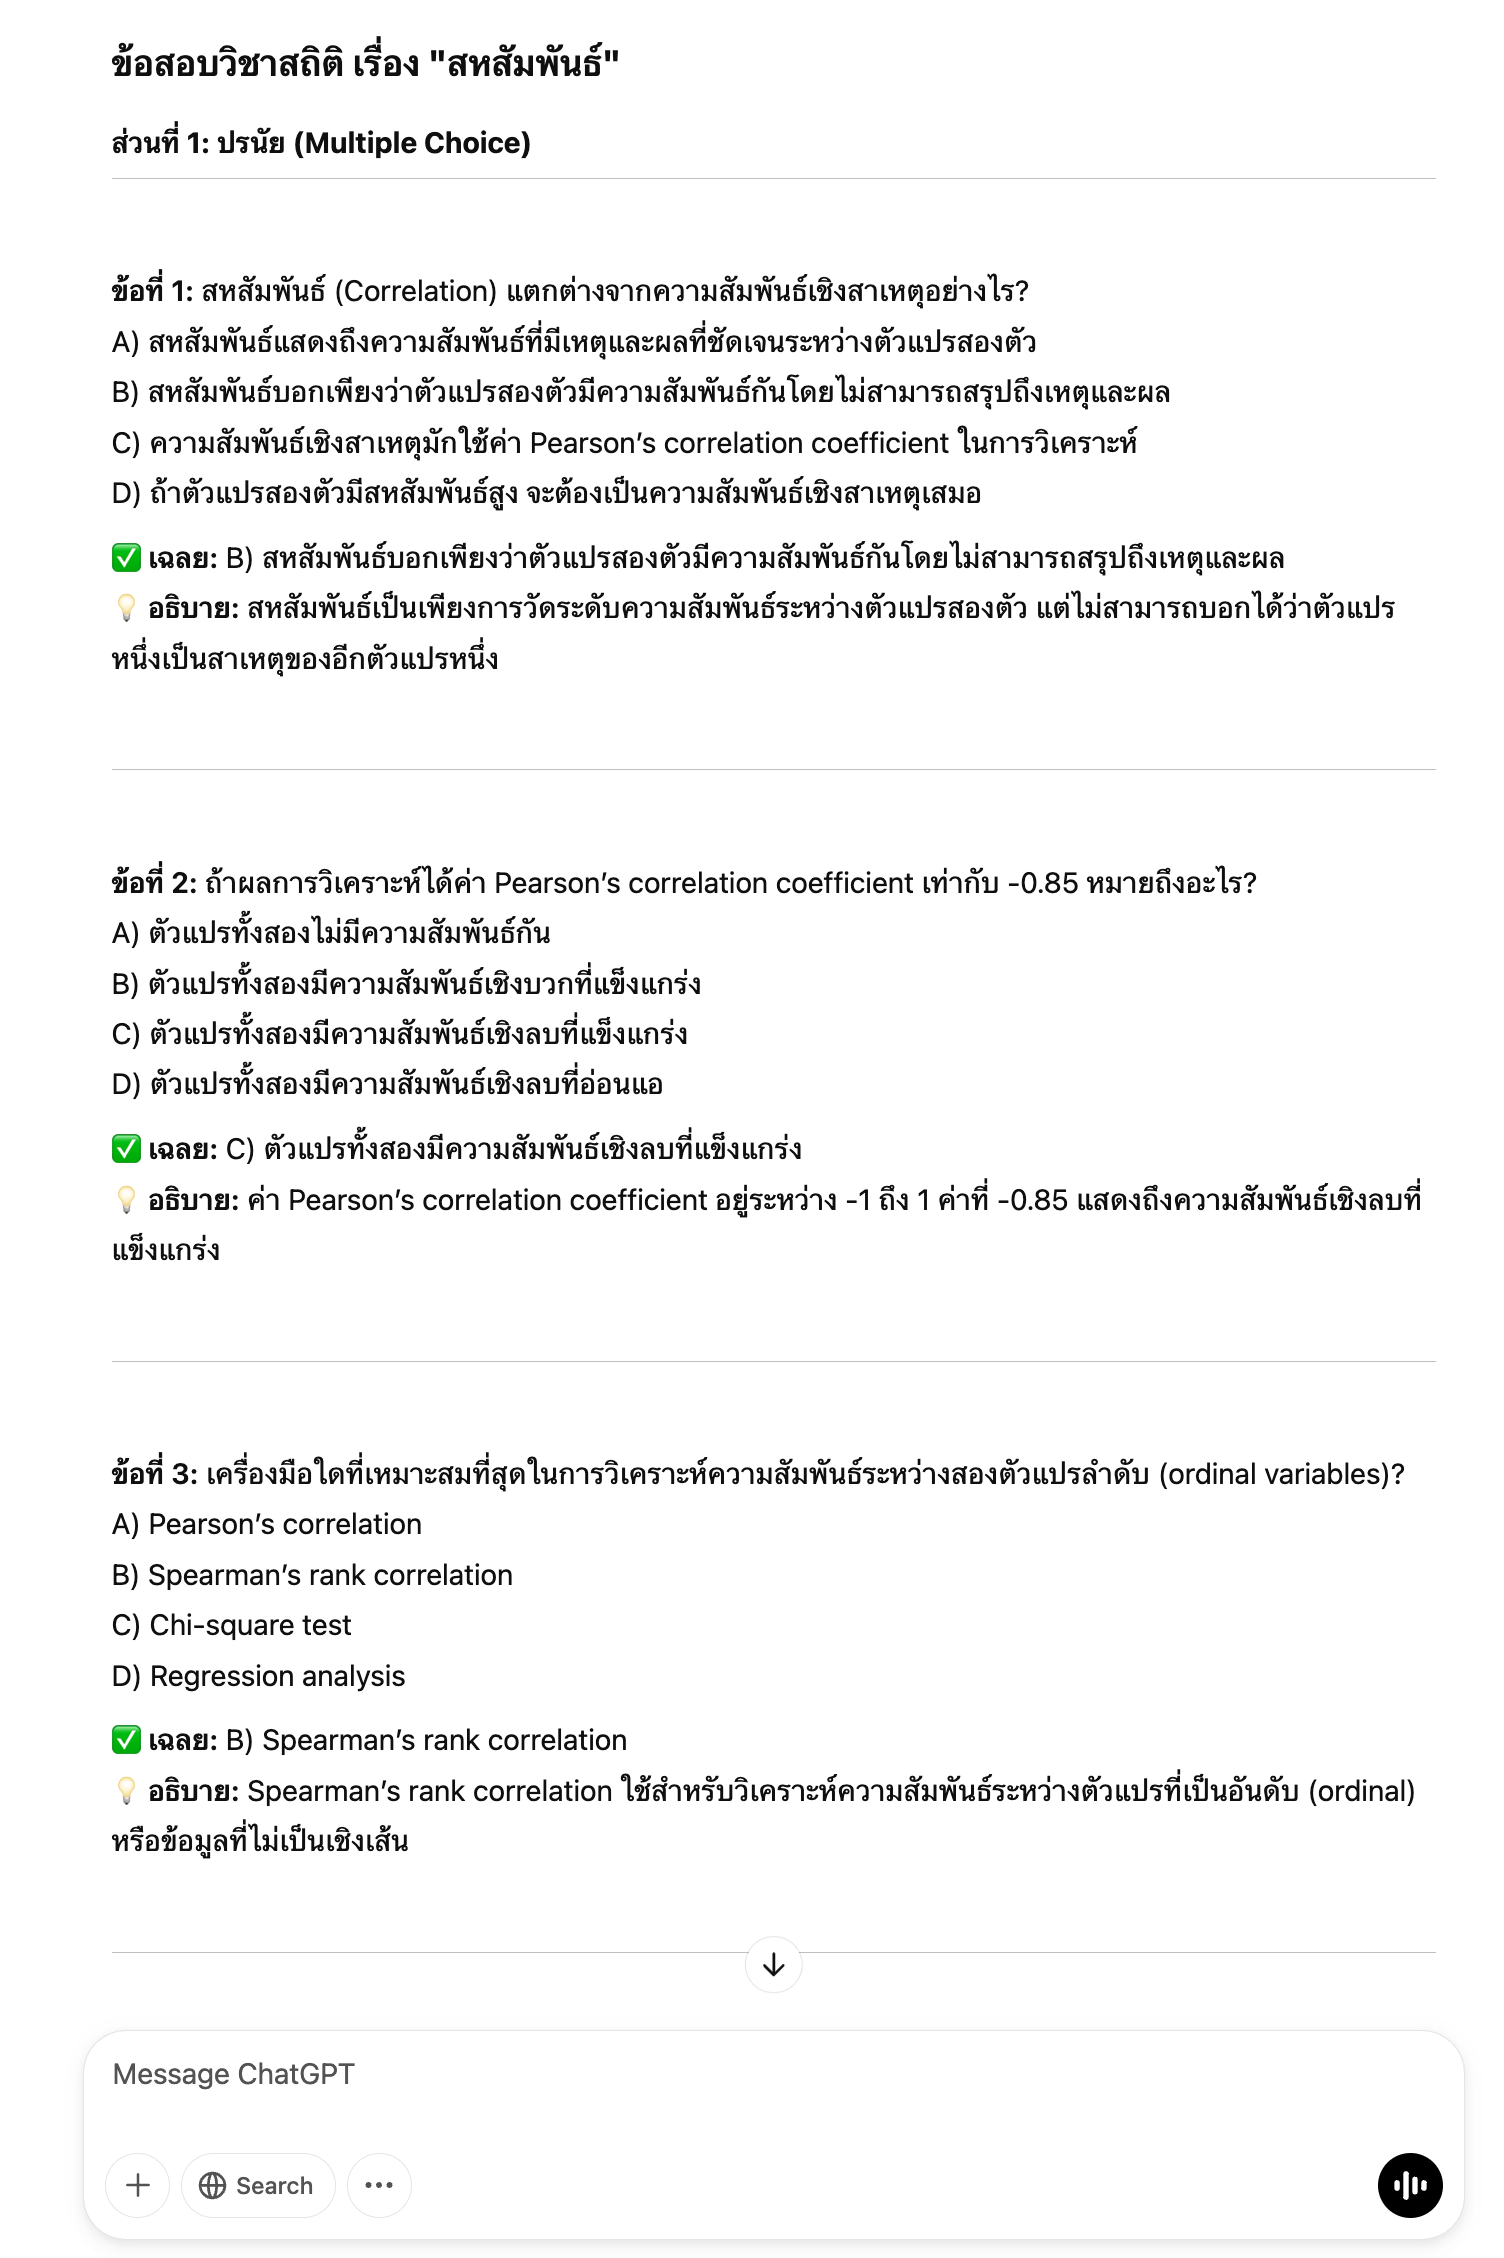 ข้อสอบวิชาสถิติ เรื่อง "สหสัมพันธ์"
ส่วนที่ 1: ปรนัย (Multiple Choice)
ข้อที่ 1: สหสัมพันธ์ (Correlation) แตกต่างจากความสัมพันธ์เชิงสาเหตุอย่างไร?
A) สหสัมพันธ์แสดงถึงความสัมพันธ์ที่มีเหตุและผลที่ชัดเจนระหว่างตัวแปรสองตัว
B) สหสัมพันธ์บอกเพียงว่าตัวแปรสองตัวมีความสัมพันธ์กันโดยไม่สามารถสรุปถึงเหตุและผล
C) ความสัมพันธ์เชิงสาเหตุมักใช้ค่า Pearson’s correlation coefficient ในการวิเคราะห์
D) ถ้าตัวแปรสองตัวมีสหสัมพันธ์สูง จะต้องเป็นความสัมพันธ์เชิงสาเหตุเสมอ
✅ เฉลย: B) สหสัมพันธ์บอกเพียงว่าตัวแปรสองตัวมีความสัมพันธ์กันโดยไม่สามารถสรุปถึงเหตุและผล
💡 อธิบาย: สหสัมพันธ์เป็นเพียงการวัดระดับความสัมพันธ์ระหว่างตัวแปรสองตัว แต่ไม่สามารถบอกได้ว่าตัวแปร
หนึ่งเป็นสาเหตุของอีกตัวแปรหนึ่ง
ข้อที่ 2: ถ้าผลการวิเคราะห์ได้ค่า Pearson’s correlation coefficient เท่ากับ -0.85 หมายถึงอะไร?
A) ตัวแปรทั้งสองไม่มีความสัมพันธ์กัน
B) ตัวแปรทั้งสองมีความสัมพันธ์เชิงบวกที่แข็งแกร่ง
C) ตัวแปรทั้งสองมีความสัมพันธ์เชิงลบที่แข็งแกร่ง
D) ตัวแปรทั้งสองมีความสัมพันธ์เชิงลบที่อ่อนแอ
✅ เฉลย: C) ตัวแปรทั้งสองมีความสัมพันธ์เชิงลบที่แข็งแกร่ง
💡 อธิบาย: ค่า Pearson’s correlation coefficient อยู่ระหว่าง -1 ถึง 1 ค่าที่ -0.85 แสดงถึงความสัมพันธ์เชิงลบที่
แข็งแกร่ง
ข้อที่ 3: เครื่องมือใดที่เหมาะสมที่สุดในการวิเคราะห์ความสัมพันธ์ระหว่างสองตัวแปรลำดับ (ordinal variables)?
A) Pearson’s correlation
B) Spearman’s rank correlation
C) Chi-square test
D) Regression analysis
✅ เฉลย: B) Spearman’s rank correlation
💡 อธิบาย: Spearman’s rank correlation ใช้สำหรับวิเคราะห์ความสัมพันธ์ระหว่างตัวแปรที่เป็นอันดับ (ordinal)
หรือข้อมูลที่ไม่เป็นเชิงเส้น
Message ChatGPT
Search